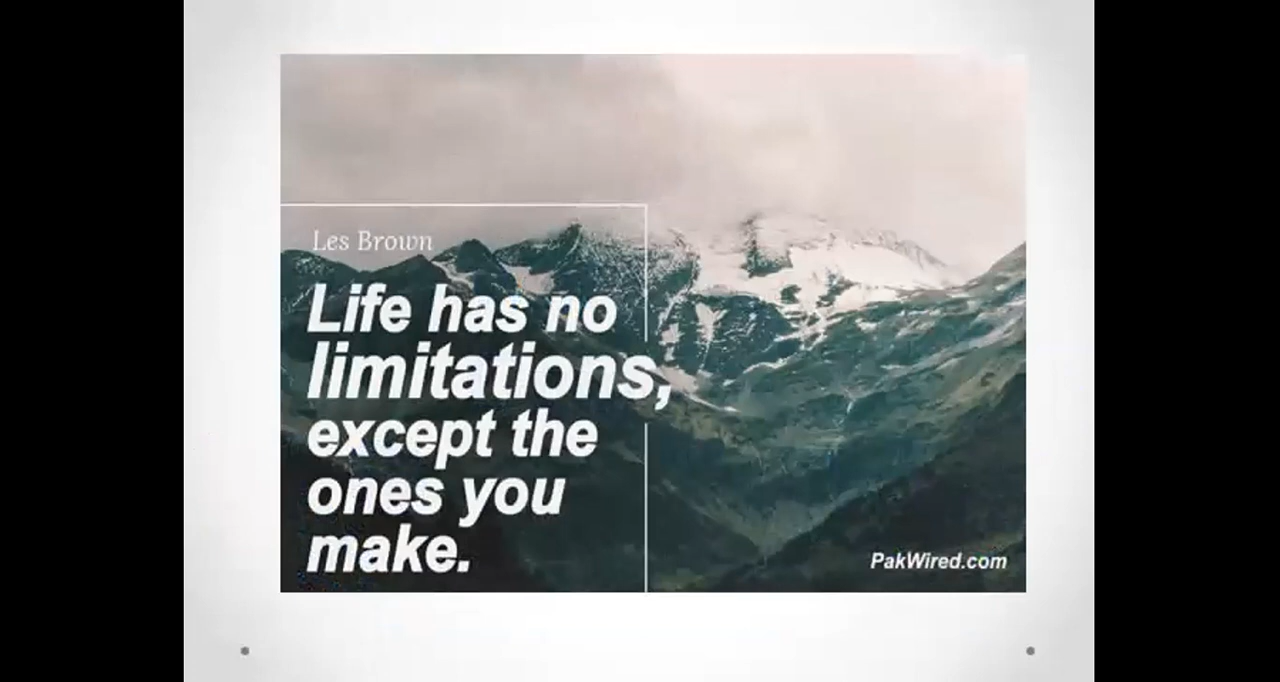 Les Brown
Life has no
limitations,
except the
ones you
make.
PakWired.com